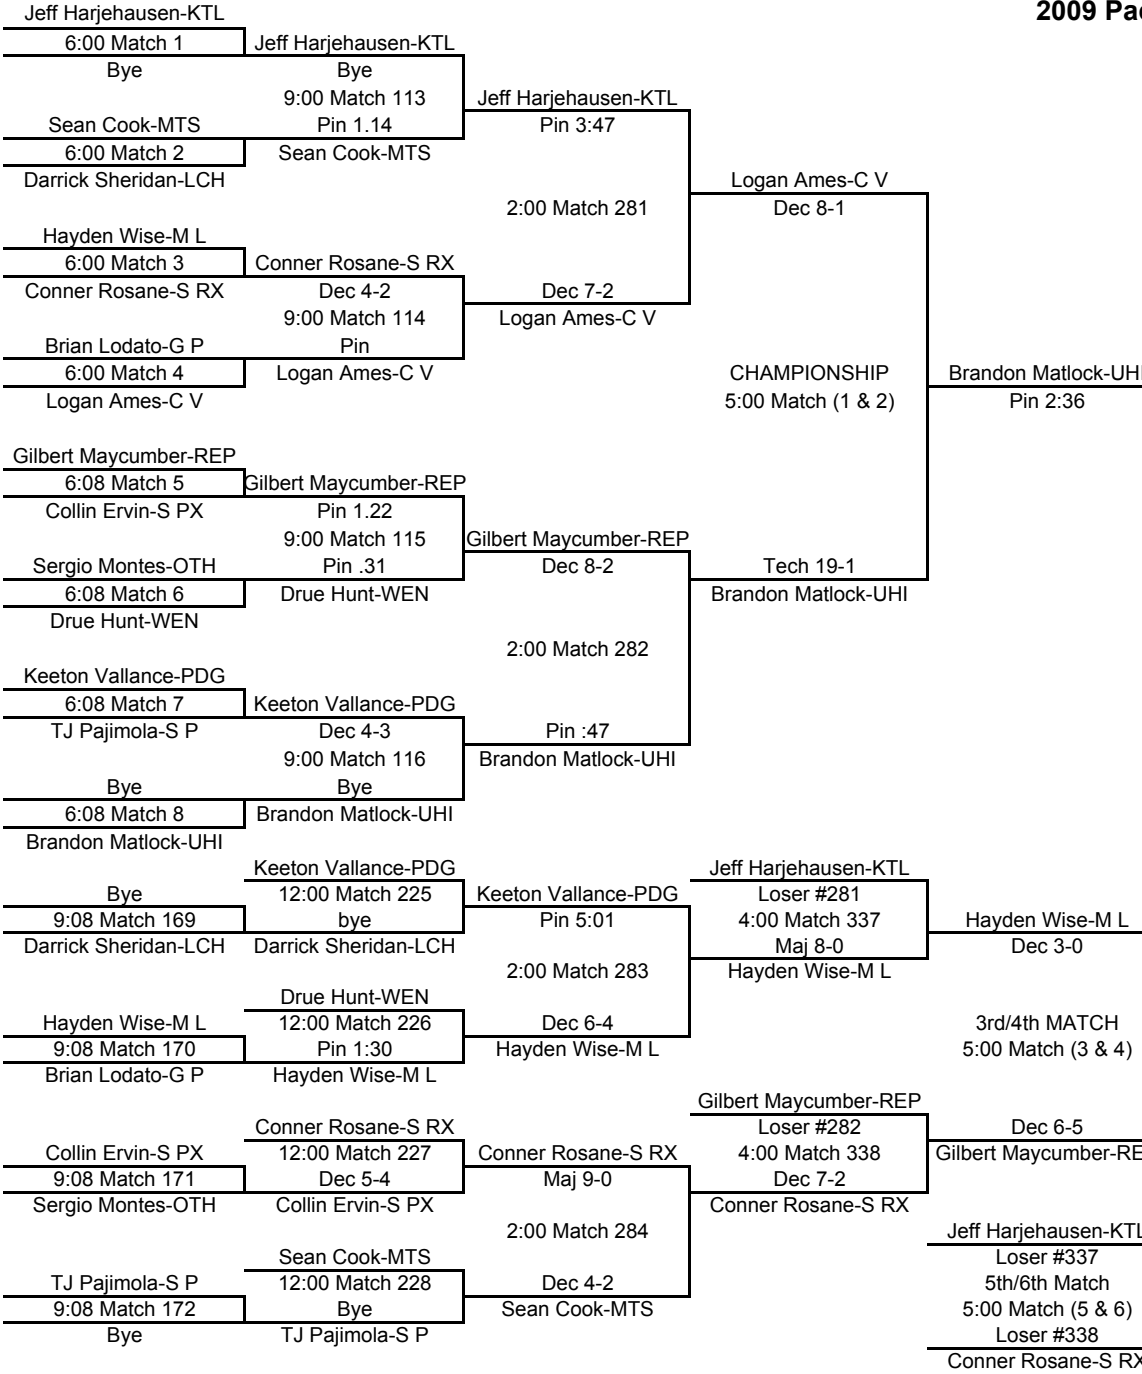 2009 Pac
Jeff Harjehausen-KTL
6:00 Match 1
Jeff Harjehausen-KTL
Bye
Bye
9:00 Match 113
Jeff Harjehausen-KTL
Sean Cook-MTS
Pin 1.14
Pin 3:47
6:00 Match 2
Sean Cook-MTS
Darrick Sheridan-LCH
Logan Ames-C V
2:00 Match 281
Dec 8-1
Hayden Wise-M L
6:00 Match 3
Conner Rosane-S RX
Conner Rosane-S RX
Dec 4-2
Dec 7-2
9:00 Match 114
Logan Ames-C V
Brian Lodato-G P
Pin
6:00 Match 4
Logan Ames-C V
CHAMPIONSHIP
Brandon Matlock-UHI
Logan Ames-C V
5:00 Match (1 & 2)
Pin 2:36
Gilbert Maycumber-REP
6:08 Match 5
Gilbert Maycumber-REP
Collin Ervin-S PX
Pin 1.22
9:00 Match 115
Gilbert Maycumber-REP
Sergio Montes-OTH
Pin .31
Dec 8-2
Tech 19-1
6:08 Match 6
Drue Hunt-WEN
Brandon Matlock-UHI
Drue Hunt-WEN
2:00 Match 282
Keeton Vallance-PDG
6:08 Match 7
Keeton Vallance-PDG
TJ Pajimola-S P
Dec 4-3
Pin :47
9:00 Match 116
Brandon Matlock-UHI
Bye
Bye
6:08 Match 8
Brandon Matlock-UHI
Brandon Matlock-UHI
Keeton Vallance-PDG
Jeff Harjehausen-KTL
Bye
12:00 Match 225
Keeton Vallance-PDG
Loser #281
9:08 Match 169
bye
Pin 5:01
4:00 Match 337
Hayden Wise-M L
Darrick Sheridan-LCH
Darrick Sheridan-LCH
Maj 8-0
Dec 3-0
2:00 Match 283
Hayden Wise-M L
Drue Hunt-WEN
Hayden Wise-M L
12:00 Match 226
Dec 6-4
3rd/4th MATCH
9:08 Match 170
Pin 1:30
Hayden Wise-M L
5:00 Match (3 & 4)
Brian Lodato-G P
Hayden Wise-M L
Gilbert Maycumber-REP
Conner Rosane-S RX
Loser #282
Dec 6-5
Collin Ervin-S PX
12:00 Match 227
Conner Rosane-S RX
4:00 Match 338
Gilbert Maycumber-RE
9:08 Match 171
Dec 5-4
Maj 9-0
Dec 7-2
Sergio Montes-OTH
Collin Ervin-S PX
Conner Rosane-S RX
2:00 Match 284
Jeff Harjehausen-KTL
Sean Cook-MTS
Loser #337
TJ Pajimola-S P
12:00 Match 228
Dec 4-2
5th/6th Match
9:08 Match 172
Bye
Sean Cook-MTS
5:00 Match (5 & 6)
Bye
TJ Pajimola-S P
Loser #338
Conner Rosane-S RX